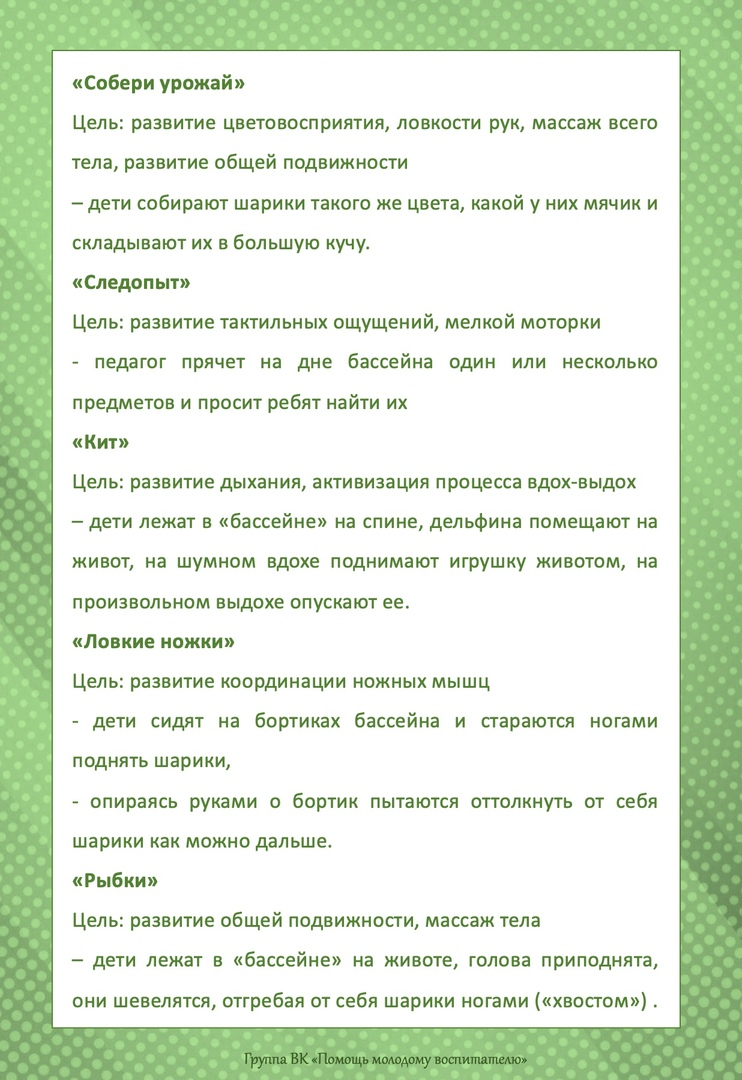 «Собери урожай»
Цель: развитие цветовосприятия, ловкости рук, массаж всего
тела, развитие общей подвижности
– дети собирают шарики такого же цвета, какой у них мячик и
складывают их в большую кучу.
«Следопыт»
Цель: развитие тактильных ощущений, мелкой моторки
- педагог прячет на дне бассейна один или несколько
предметов и просит ребят найти их
«Кит»
Цель: развитие дыхания, активизация процесса вдох-выдох
– дети лежат в «бассейне» на спине, дельфина помещают на
живот, на шумном вдохе поднимают игрушку животом, на
произвольном выдохе опускают ее.
«Ловкие ножки»
Цель: развитие координации ножных мышц
- дети сидят на бортиках бассейна и стараются ногами
поднять шарики,
- опираясь руками о бортик пытаются оттолкнуть от себя
шарики как можно дальше.
«Рыбки»
Цель: развитие общей подвижности, массаж тела
– дети лежат в «бассейне» на животе, голова приподнята,
они шевелятся, отгребая от себя шарики ногами («хвостом») .
Группа ВК «Помощь молодому воспитателю»